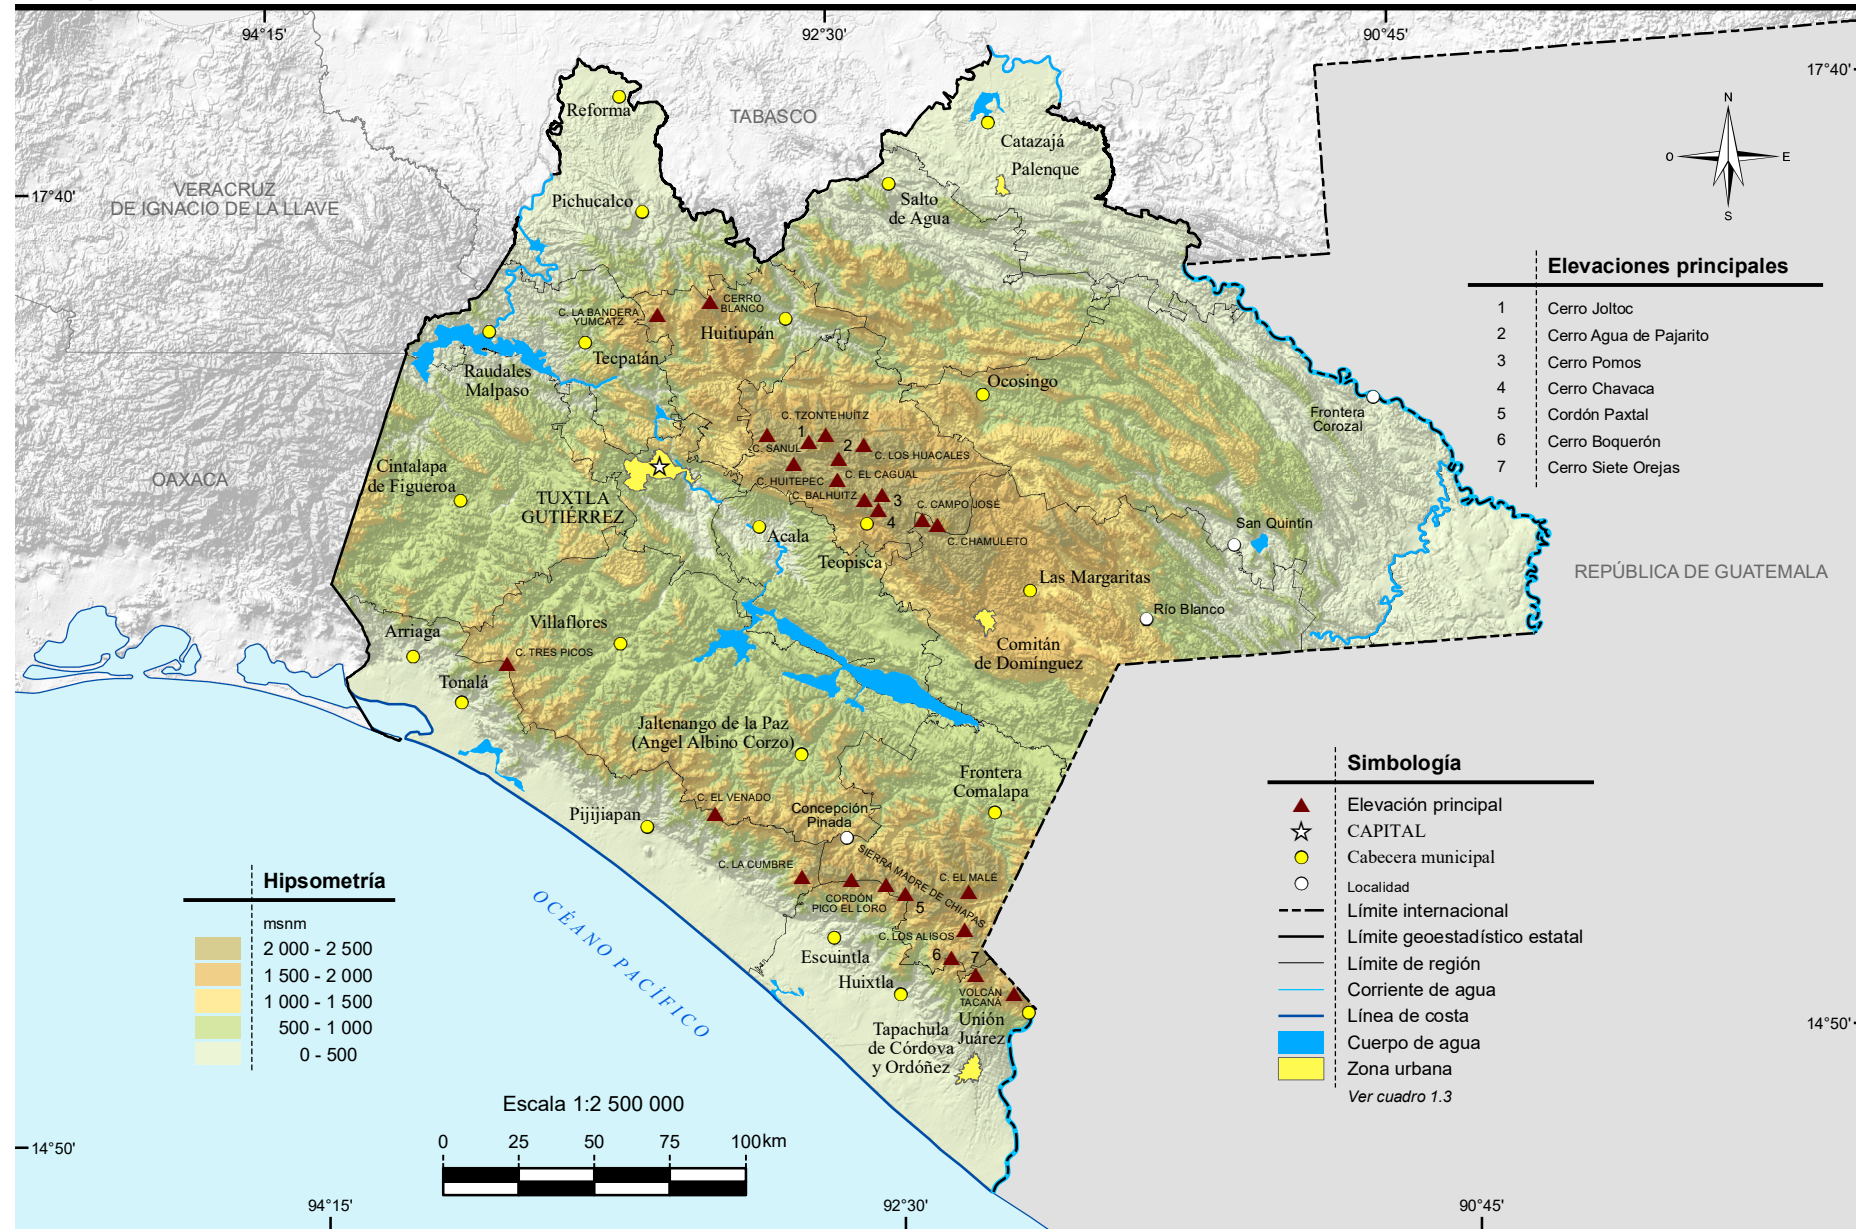 94°15'
92°30'
90°45'
17°40'
17°40'
14°50'
14°50'
94°15'
92°30'
90°45'
TABASCO
VERACRUZ
DE IGNACIO DE LA LLAVE
OAXACA
REPÚBLICA DE GUATEMALA
OCÉANO PACÍFICO
N
O
E
S
Reforma
Catazajá
Palenque
Pichucalco
Salto
de Agua
CERRO
BLANCO
C. LA BANDERA
YUMCATZ
Huitiupán
Tecpatán
Raudales
Malpaso
Ocosingo
Frontera
Corozal
C. TZONTEHUITZ
1
2
C. SANUL
C. LOS HUACALES
C. EL CAGUAL
C. HUITEPEC
C. BALHUITZ
3
C. CAMPO JOSÉ
4
C. CHAMULETO
Cintalapa
de Figueroa
TUXTLA
GUTIÉRREZ
Acala
Teopisca
San Quintín
Las Margaritas
Río Blanco
Comitán
de Domínguez
Arriaga
Villaflores
C. TRES PICOS
Tonalá
Jaltenango de la Paz
(Angel Albino Corzo)
Frontera
Comalapa
C. EL VENADO
Concepción
Pinada
Pijijiapan
SIERRA MADRE DE CHIAPAS
C. LA CUMBRE
C. EL MALÉ
CORDÓN
PICO EL LORO
5
C. LOS ALISOS
Escuintla
6
7
Huixtla
VOLCÁN
TACANÁ
Unión
Juárez
Tapachula
de Córdova
y Ordóñez
Elevaciones principales
1 Cerro Joltoc
2 Cerro Agua de Pajarito
3 Cerro Pomos
4 Cerro Chavaca
5 Cordón Paxtal
6 Cerro Boquerón
7 Cerro Siete Orejas
Simbología
Elevación principal
CAPITAL
Cabecera municipal
Localidad
Límite internacional
Límite geoestadístico estatal
Límite de región
Corriente de agua
Línea de costa
Cuerpo de agua
Zona urbana
Ver cuadro 1.3
Hipsometría
msnm
2 000 - 2 500
1 500 - 2 000
1 000 - 1 500
500 - 1 000
0 - 500
Escala 1:2 500 000
0 25 50 75 100 km